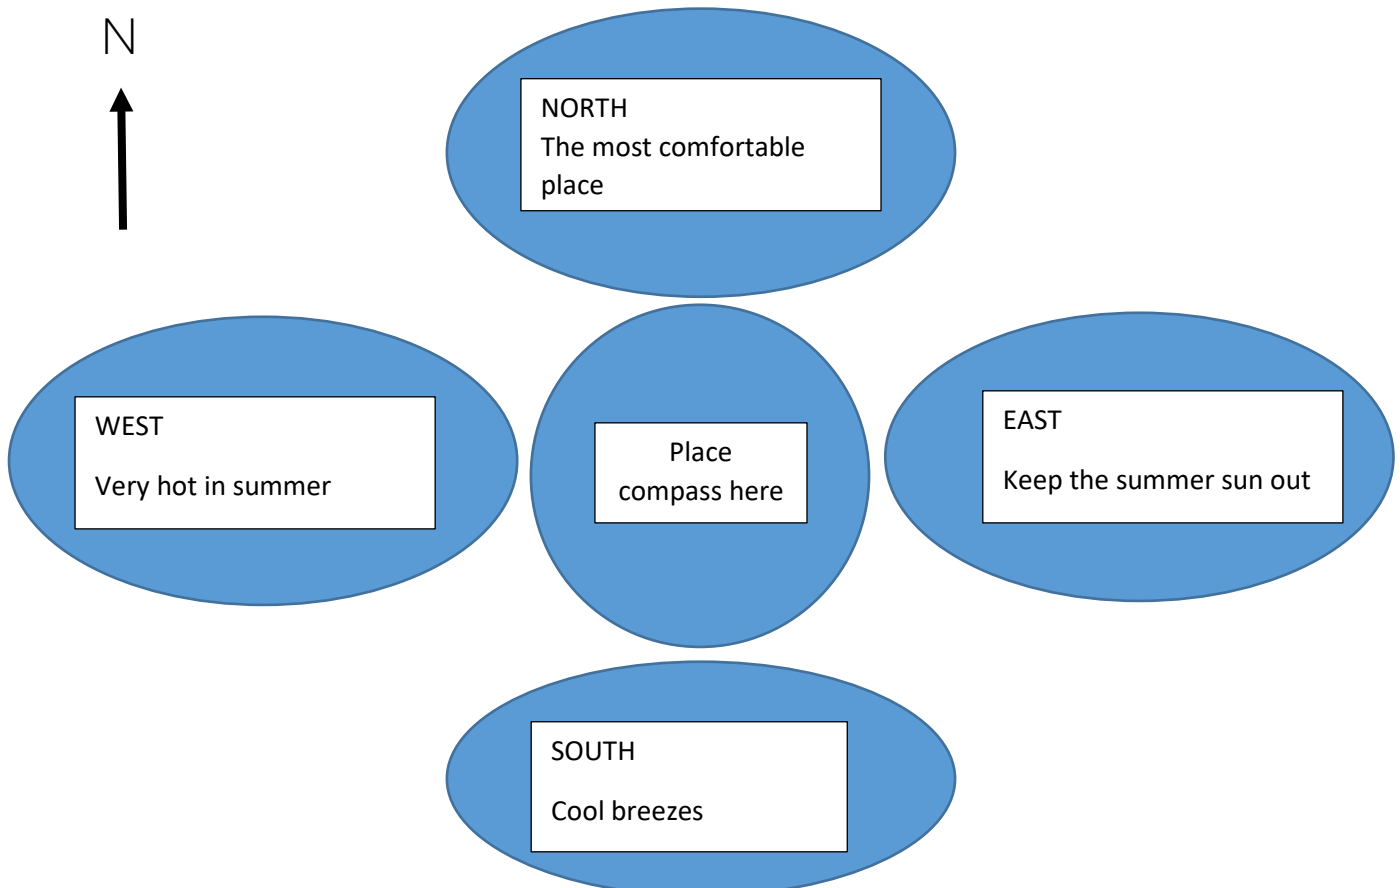 N
NORTH
The most comfortable
place
WEST
Very hot in summer
Place
compass here
EAST
Keep the summer sun out
SOUTH
Cool breezes